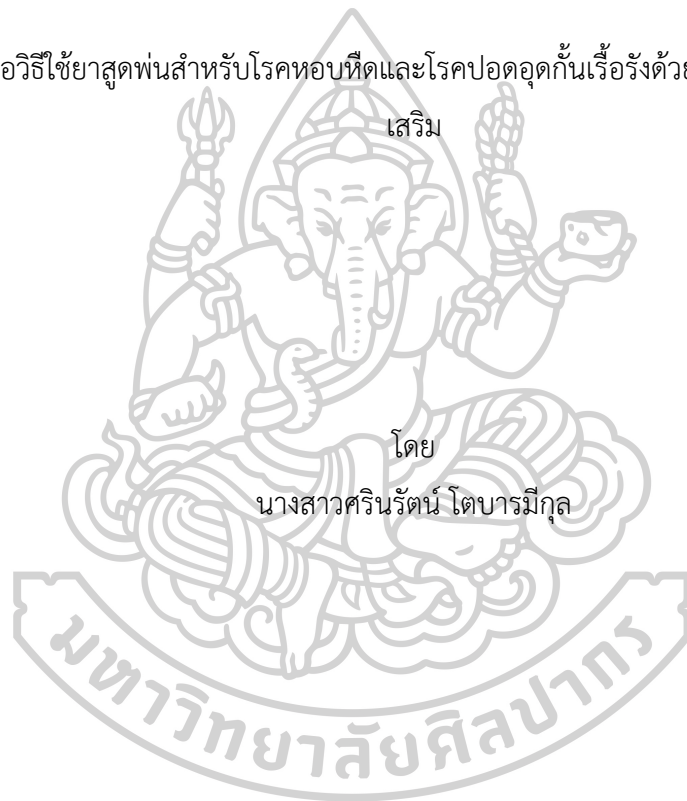 อวิธีใช้ยาสูดพ่นสำหรับโรคหอบหืดและโรคปอดอุดกั้นเรื้อรังด้วย
เสริม
โดย
นางสาวศรินรัตน์ โตบารมีกุล
มหาวิทยาลัยศิลปากร